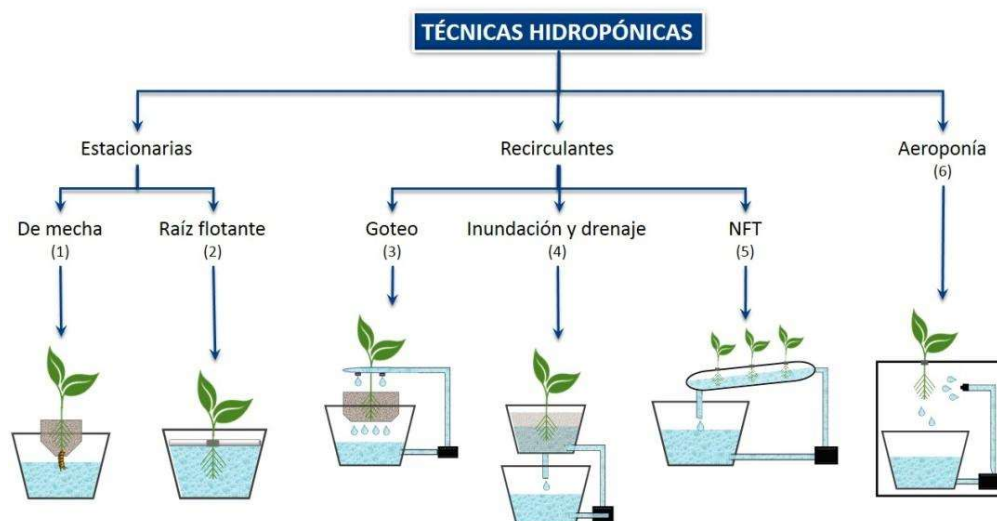 TÉCNICAS HIDROPÓNICAS
Estacionarias
Recirculantes
Aeroponía
(6)
De mecha
(1)
Raíz flotante
(2)
Goteo
(3)
Inundación y drenaje
(4)
NFT
(5)